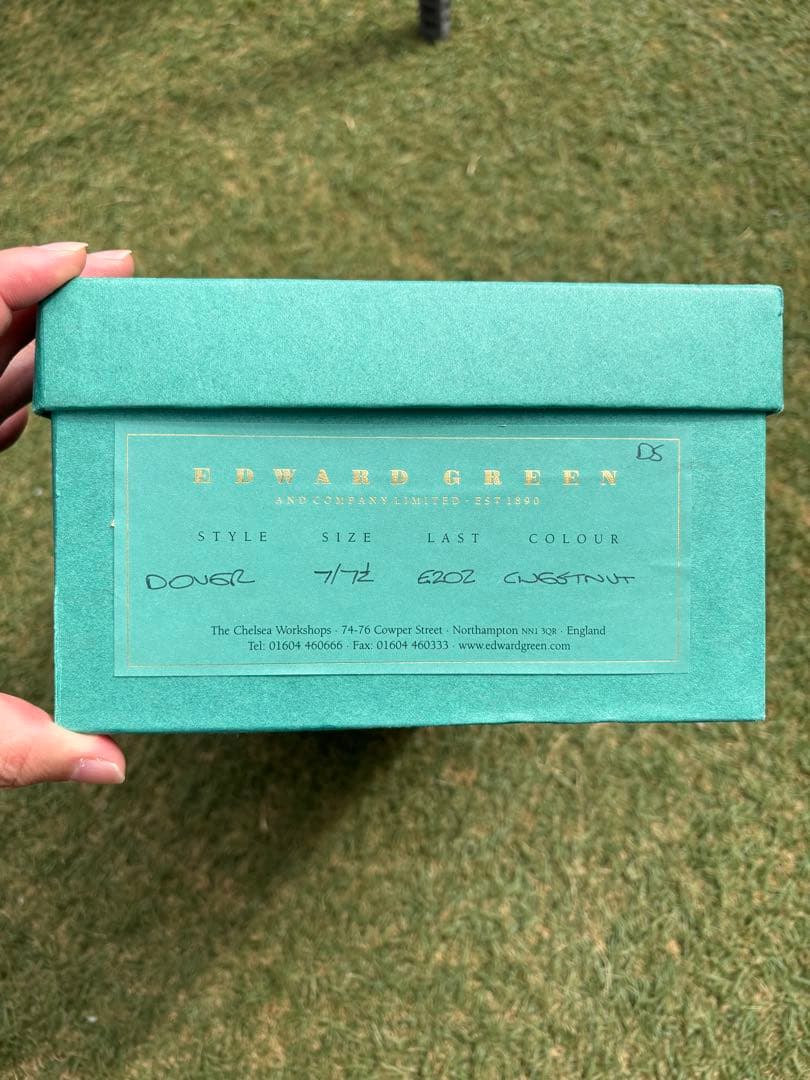 DS
EDWARD GREEN
AND COMPANY LIMITED · EST 1890
STYLE SIZE LAST COLOUR
DOVER 7/7½ E202 CHESTNUT
The Chelsea Workshops · 74-76 Cowper Street · Northampton NN1 3QR · England
Tel: 01604 460666 · Fax: 01604 460333 · www.edwardgreen.com